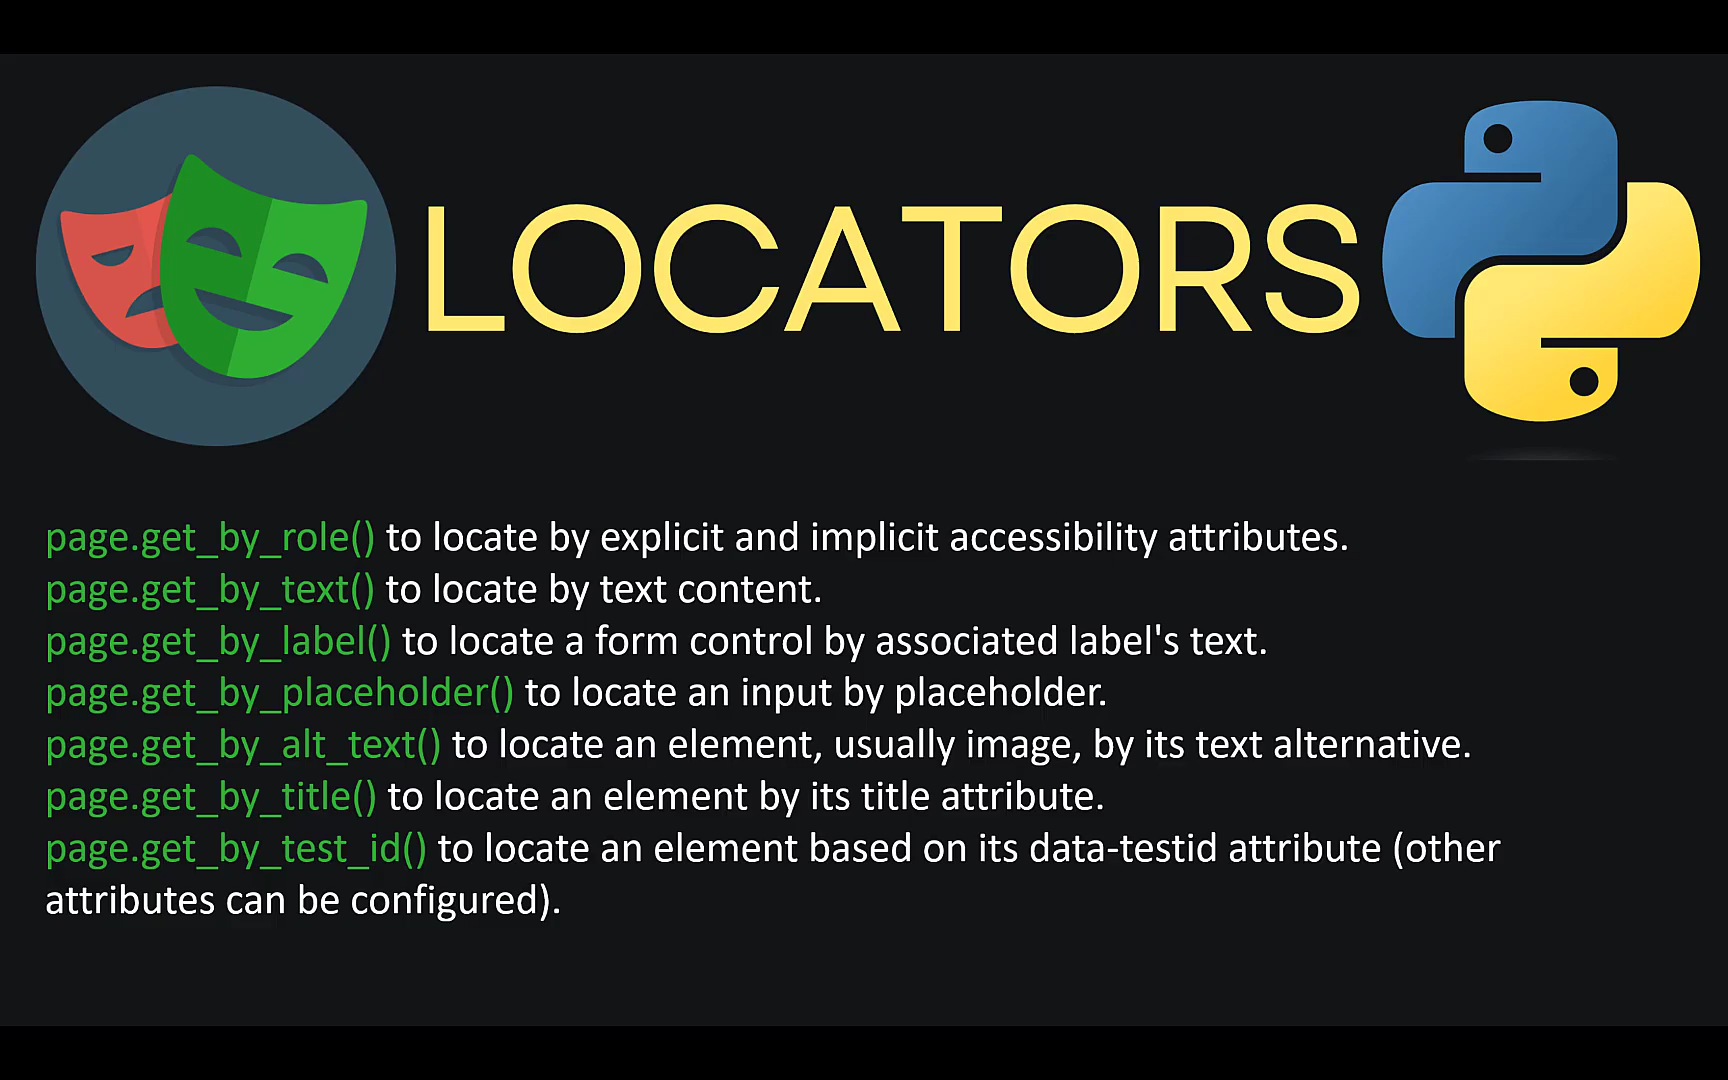 LOCATORS
page.get_by_role() to locate by explicit and implicit accessibility attributes.
page.get_by_text() to locate by text content.
page.get_by_label() to locate a form control by associated label's text.
page.get_by_placeholder() to locate an input by placeholder.
page.get_by_alt_text() to locate an element, usually image, by its text alternative.
page.get_by_title() to locate an element by its title attribute.
page.get_by_test_id() to locate an element based on its data-testid attribute (other
attributes can be configured).